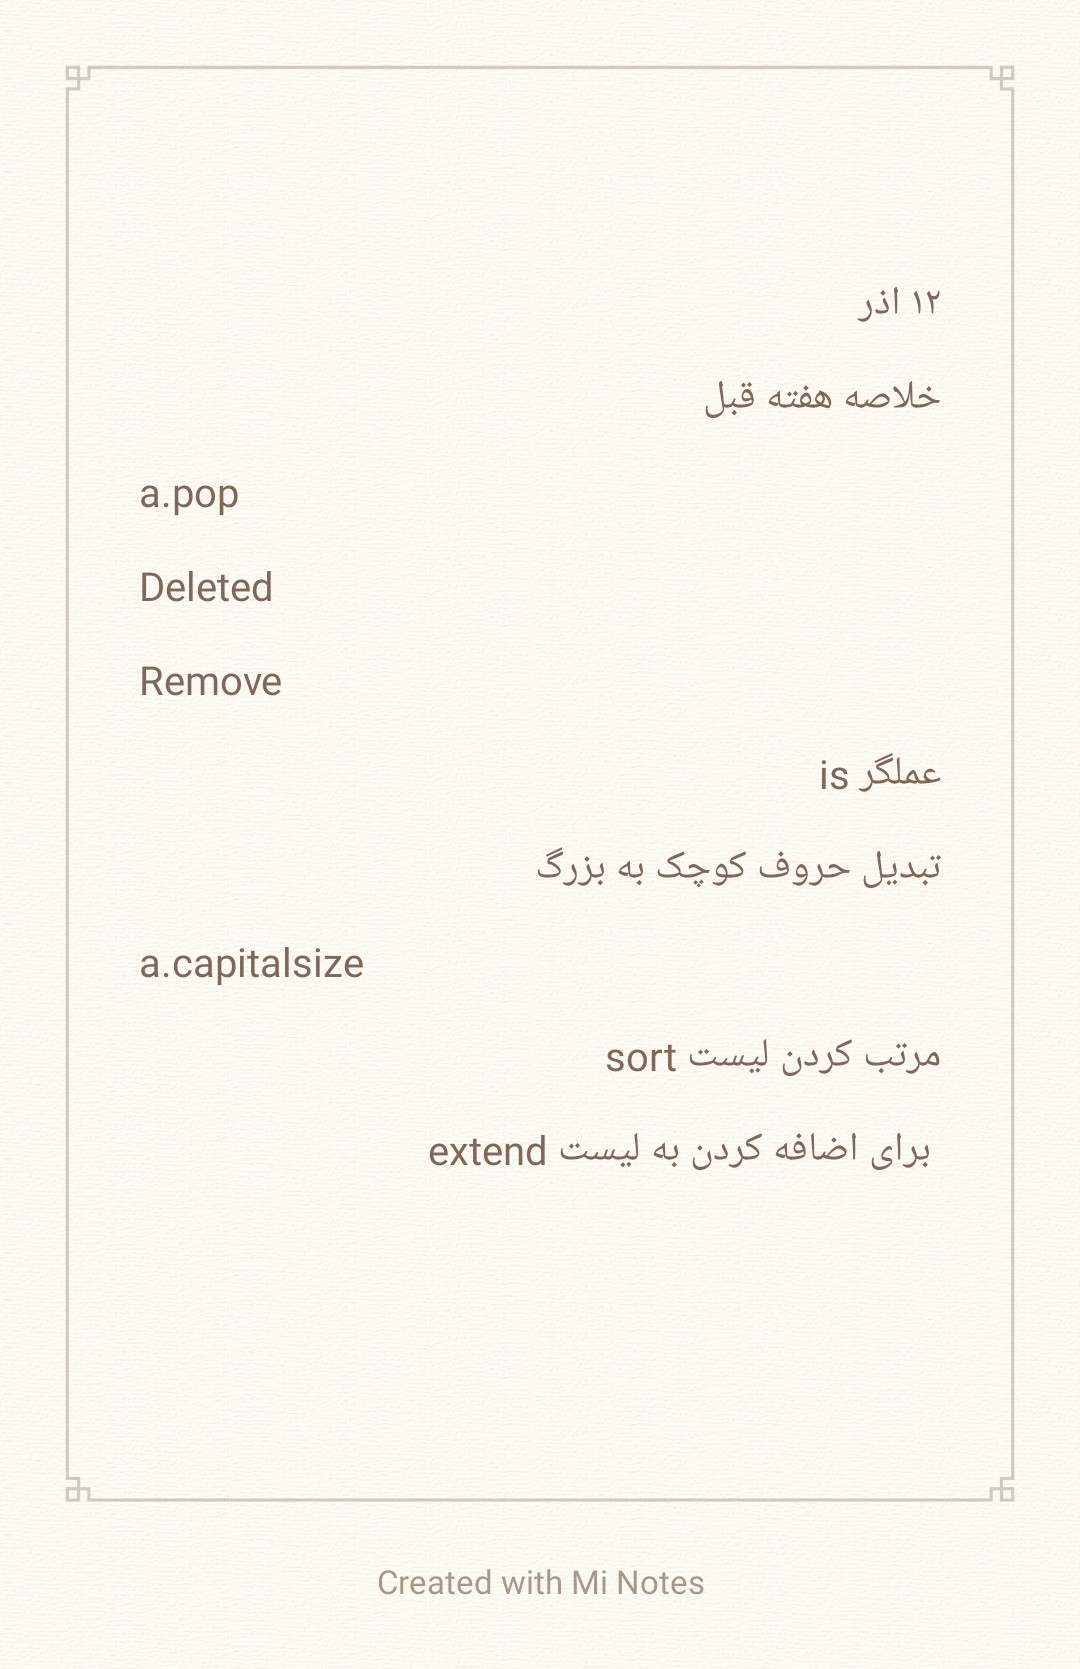 ۱۲ اذر
خلاصه هفته قبل
a.pop
Deleted
Remove
عملگر is
تبدیل حروف کوچک به بزرگ
a.capitalsize
مرتب کردن لیست sort
برای اضافه کردن به لیست extend
Created with Mi Notes